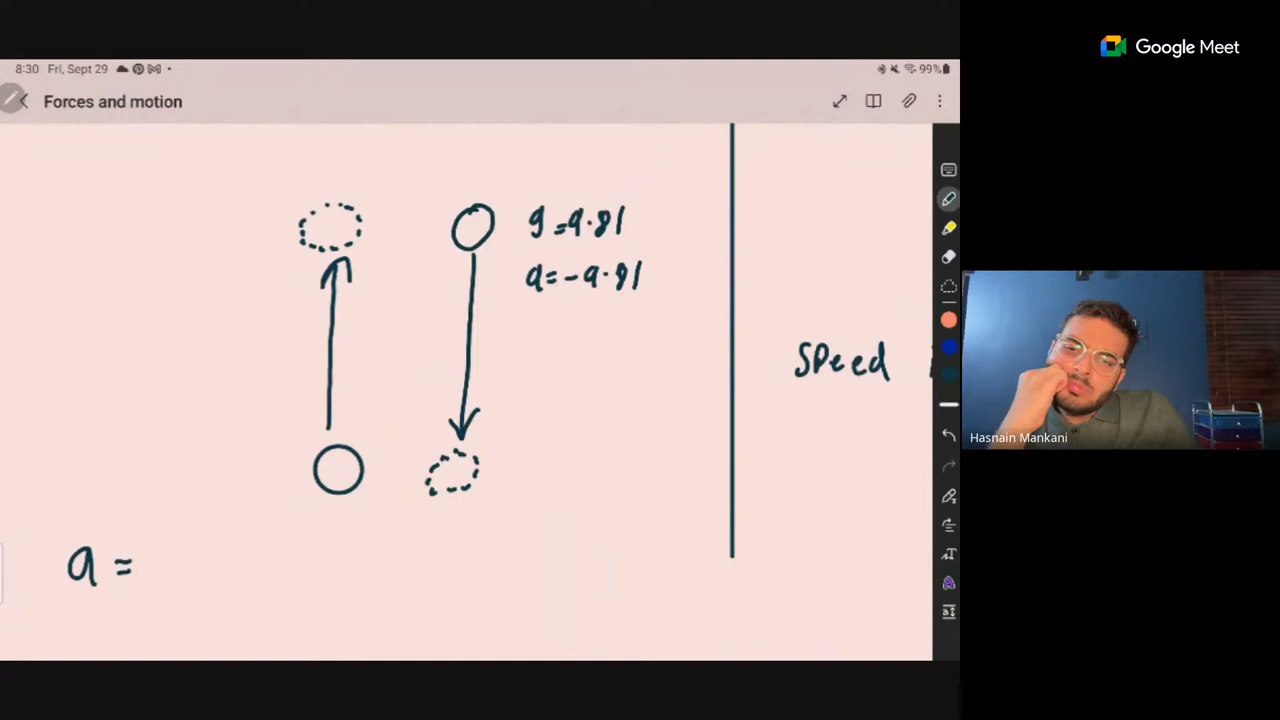 Google Meet
8:30 Fri, Sept 29
99%
Forces and motion
g = 9.81
a = -9.81
Speed
Hasnain Mankani
a =